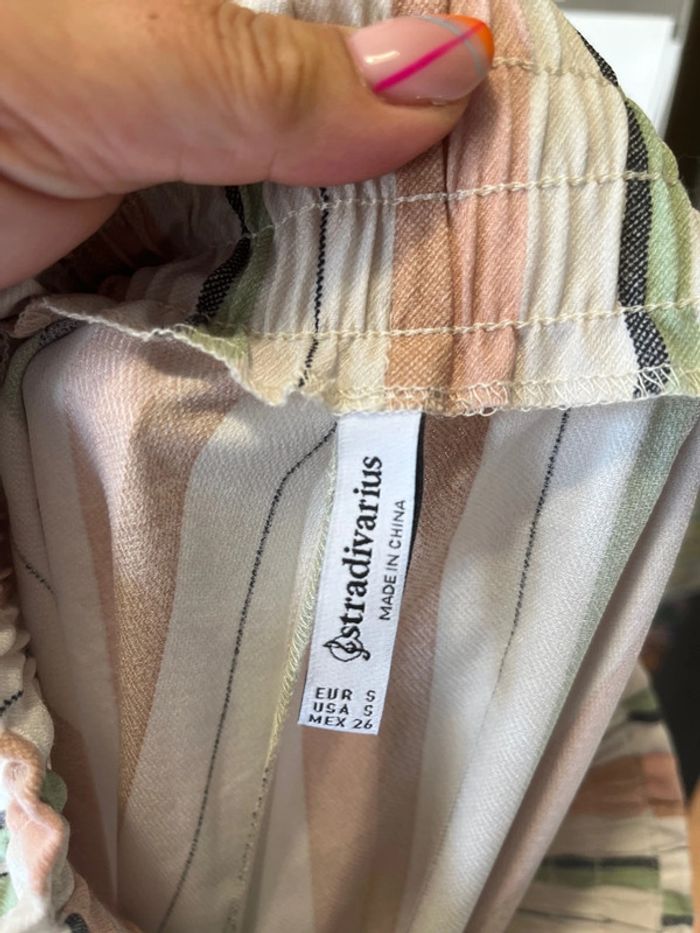 stradivarius
MADE IN CHINA
EUR S
USA S
MEX 26